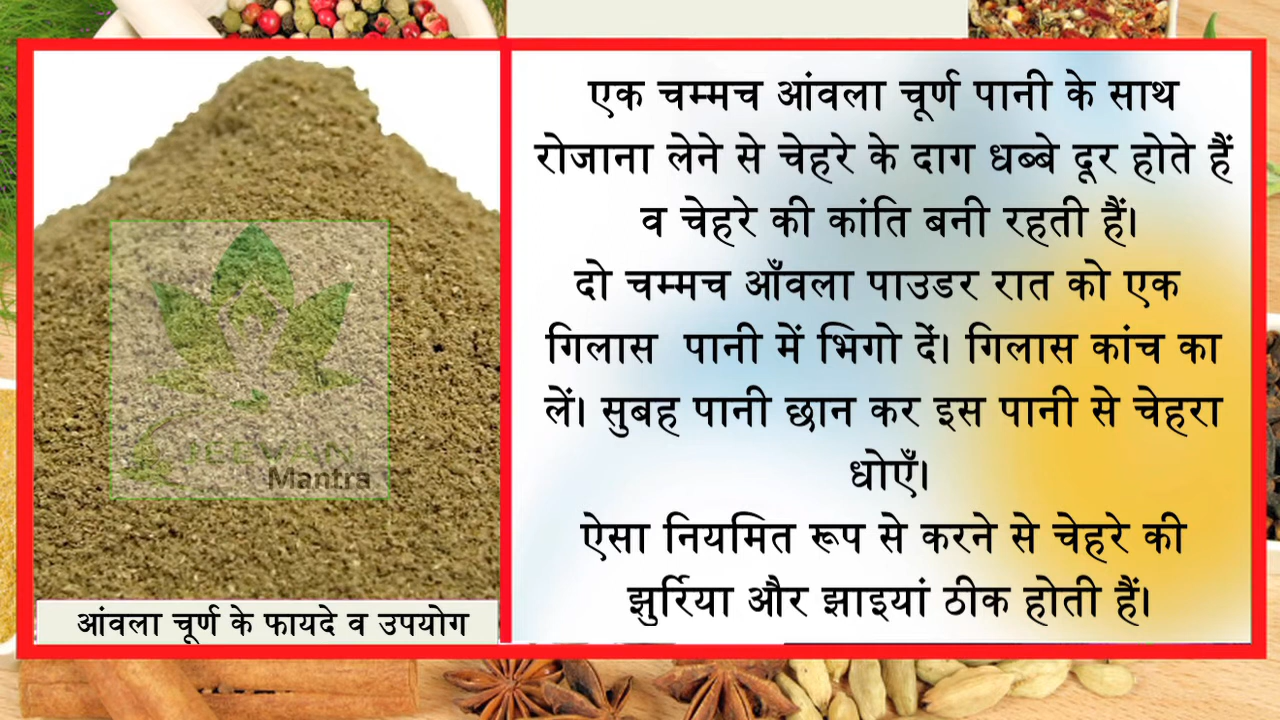 एक चम्मच आंवला चूर्ण पानी के साथ
रोजाना लेने से चेहरे के दाग धब्बे दूर होते हैं
व चेहरे की कांति बनी रहती हैं।
दो चम्मच आँवला पाउडर रात को एक
गिलास पानी में भिगो दें। गिलास कांच का
लें। सुबह पानी छान कर इस पानी से चेहरा
धोएँ।
ऐसा नियमित रूप से करने से चेहरे की
झुर्रिया और झाइयां ठीक होती हैं।
JEEVAN
Mantra
आंवला चूर्ण के फायदे व उपयोग